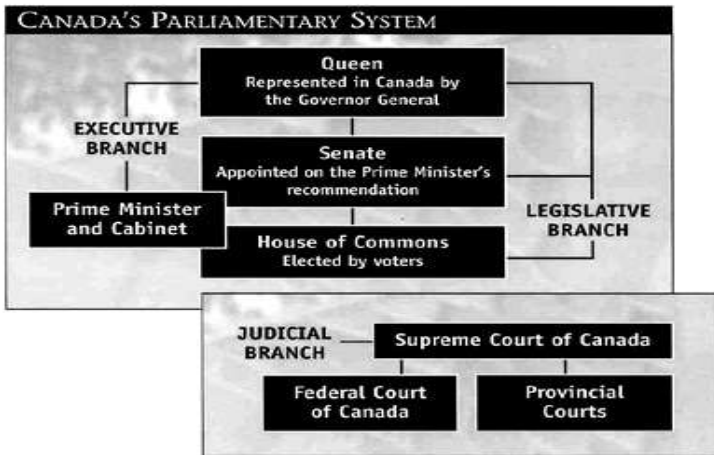 CANADA'S PARLIAMENTARY SYSTEM
Queen
Represented in Canada by
the Governor General
EXECUTIVE
BRANCH
Senate
Appointed on the Prime Minister's
recommendation
Prime Minister
and Cabinet
LEGISLATIVE
BRANCH
House of Commons
Elected by voters
JUDICIAL
BRANCH
Supreme Court of Canada
Federal Court
of Canada
Provincial
Courts